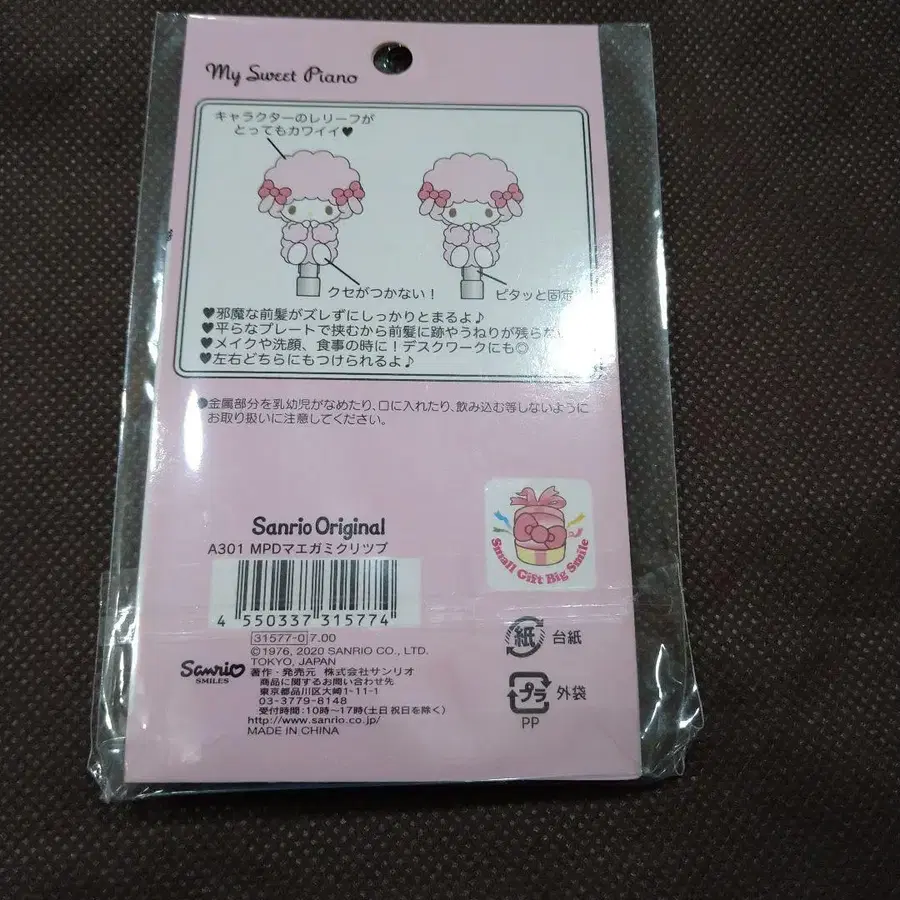 My Sweet Piano
キャラクターのレリーフが
とってもカワイイ♥
クセがつかない!
ピタッと固定
♥邪魔な前髪がズレずにしっかりとまるよ♪
♥平らなプレートで挟むから前髪に跡やうねりが残らな
♥メイクや洗顔、食事の時に!デスクワークにも◎
♥左右どちらにもつけられるよ♪
●金属部分を乳幼児がなめたり、口に入れたり、飲み込む等しないように
お取り扱いに注意してください。
Sanrio Original
A301 MPDマエガミクリツプ
4 550337 315774
31577-0 7.00
©1976, 2020 SANRIO CO., LTD.
TOKYO, JAPAN
著作・発売元 株式会社サンリオ
商品に関するお問い合わせ先
東京都品川区大崎1-11-1
03-3779-8148
受付時間:10時~17時(土日祝日を除く)
http://www.sanrio.co.jp/
MADE IN CHINA
Sanrio
SMILES
Small Gift Big Smile
紙 台紙
プラ 外袋
PP